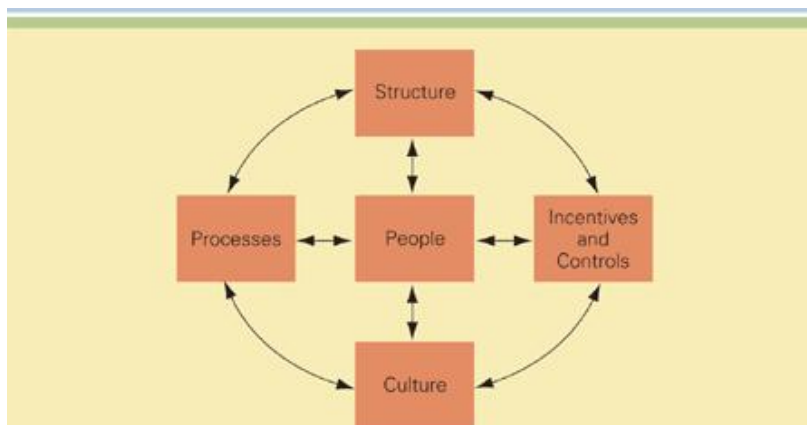 Structure
Processes
People
Incentives
and
Controls
Culture